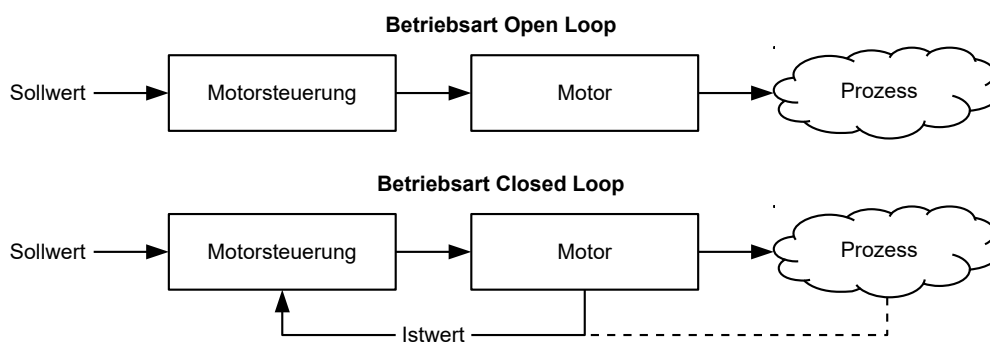 Betriebsart Open Loop
Sollwert
Motorsteuerung
Motor
Prozess
Betriebsart Closed Loop
Sollwert
Motorsteuerung
Motor
Prozess
Istwert